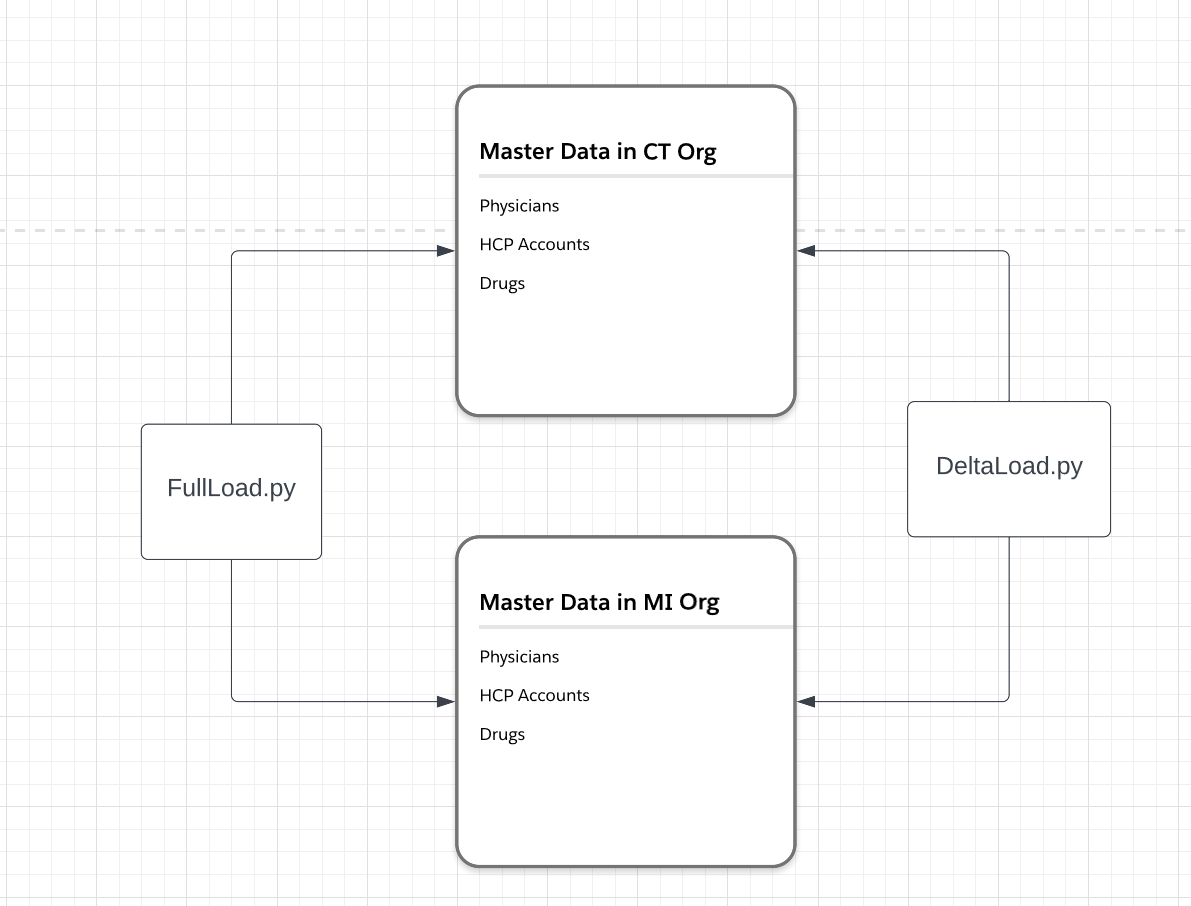 Master Data in CT Org
Physicians
HCP Accounts
Drugs
FullLoad.py
DeltaLoad.py
Master Data in MI Org
Physicians
HCP Accounts
Drugs